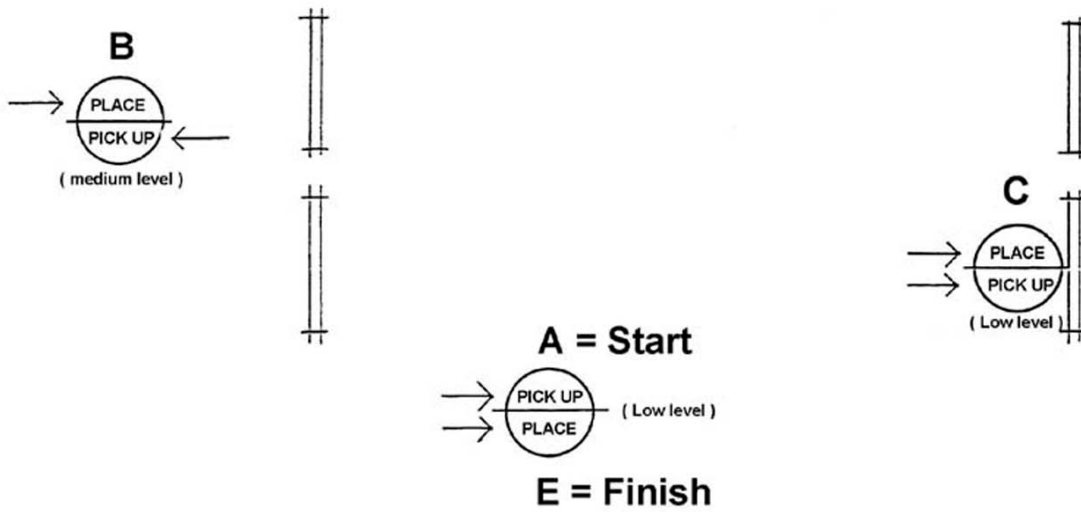 B
PLACE
PICK UP
( medium level )
C
PLACE
PICK UP
( Low level )
A = Start
PICK UP
( Low level )
PLACE
E = Finish